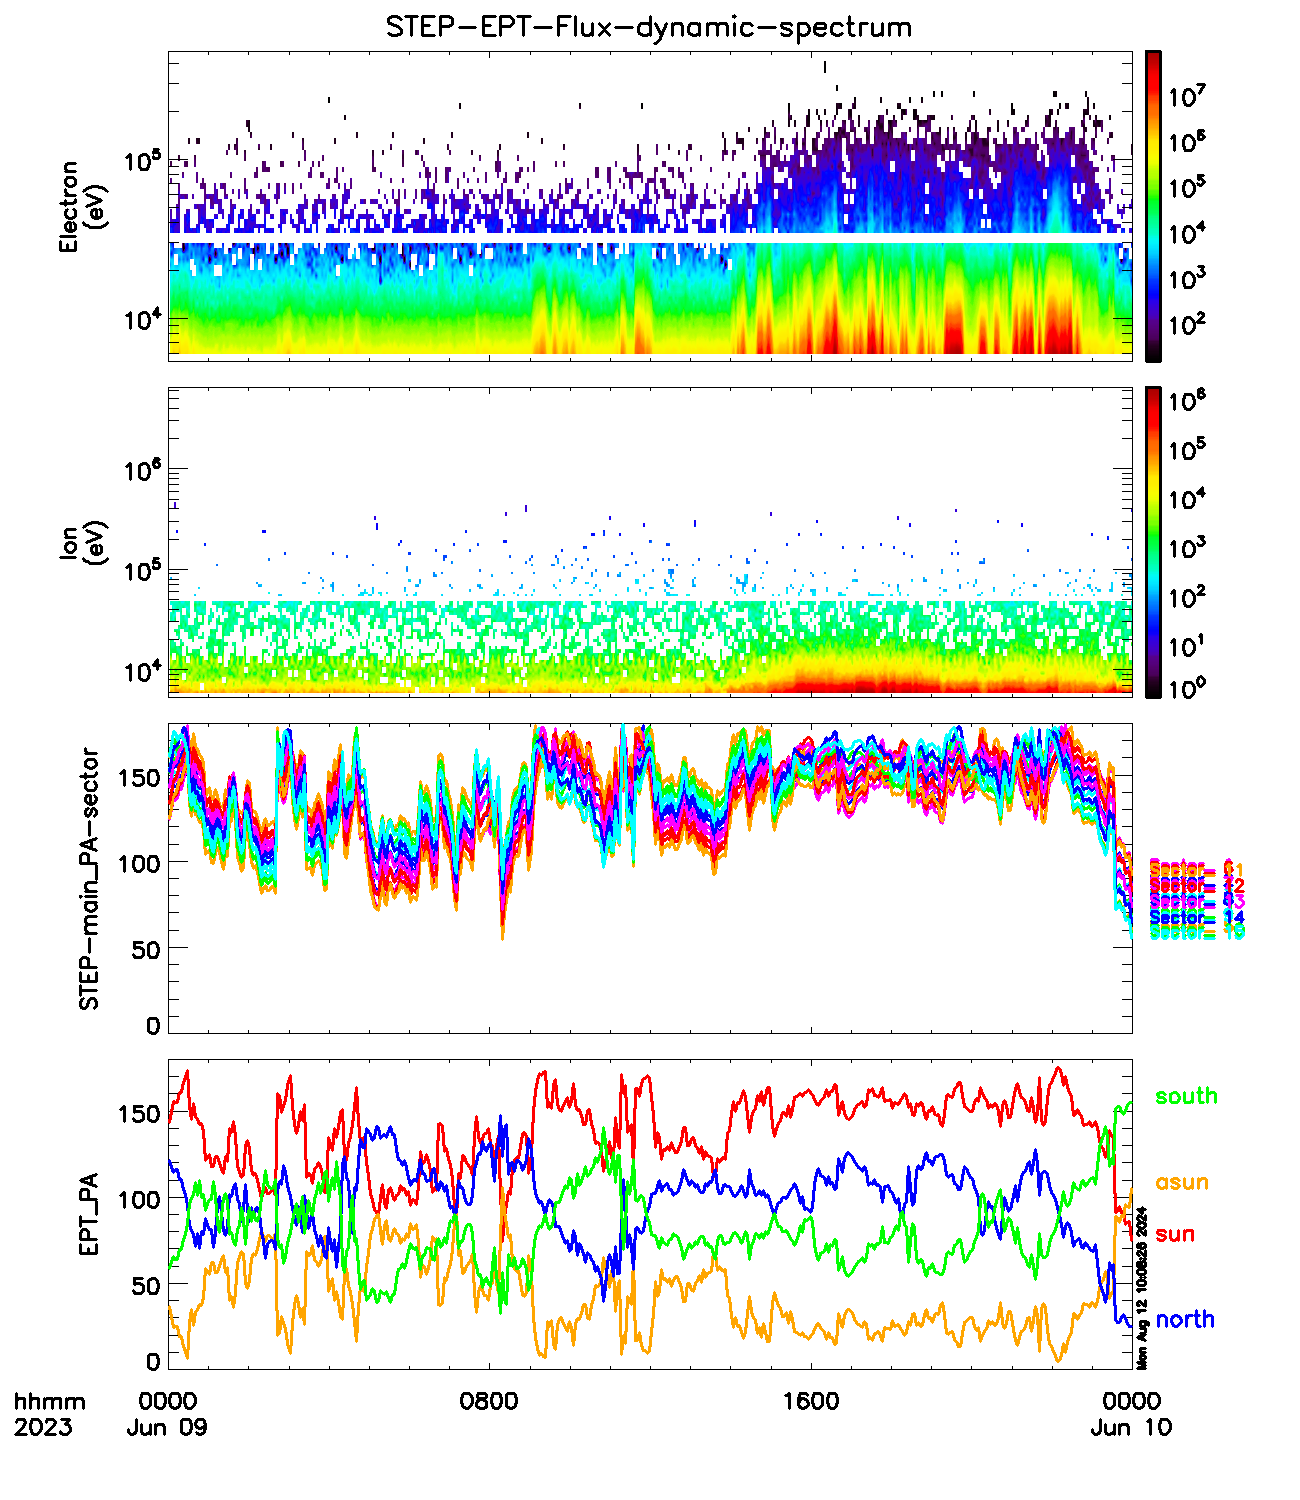 STEP-EPT-Flux-dynamic-spectrum
Electron
(eV)
10^5
10^4
10^7
10^6
10^5
10^4
10^3
10^2
Ion
(eV)
10^6
10^5
10^4
10^6
10^5
10^4
10^3
10^2
10^1
10^0
STEP-main_PA-sector
150
100
50
0
Sector= 12
Sector= 14
EPT_PA
150
100
50
0
south
asun
sun
north
Mon Aug 12 10:08:26 2024
hhmm 0000 0800 1600 0000
2023 Jun 09 Jun 10